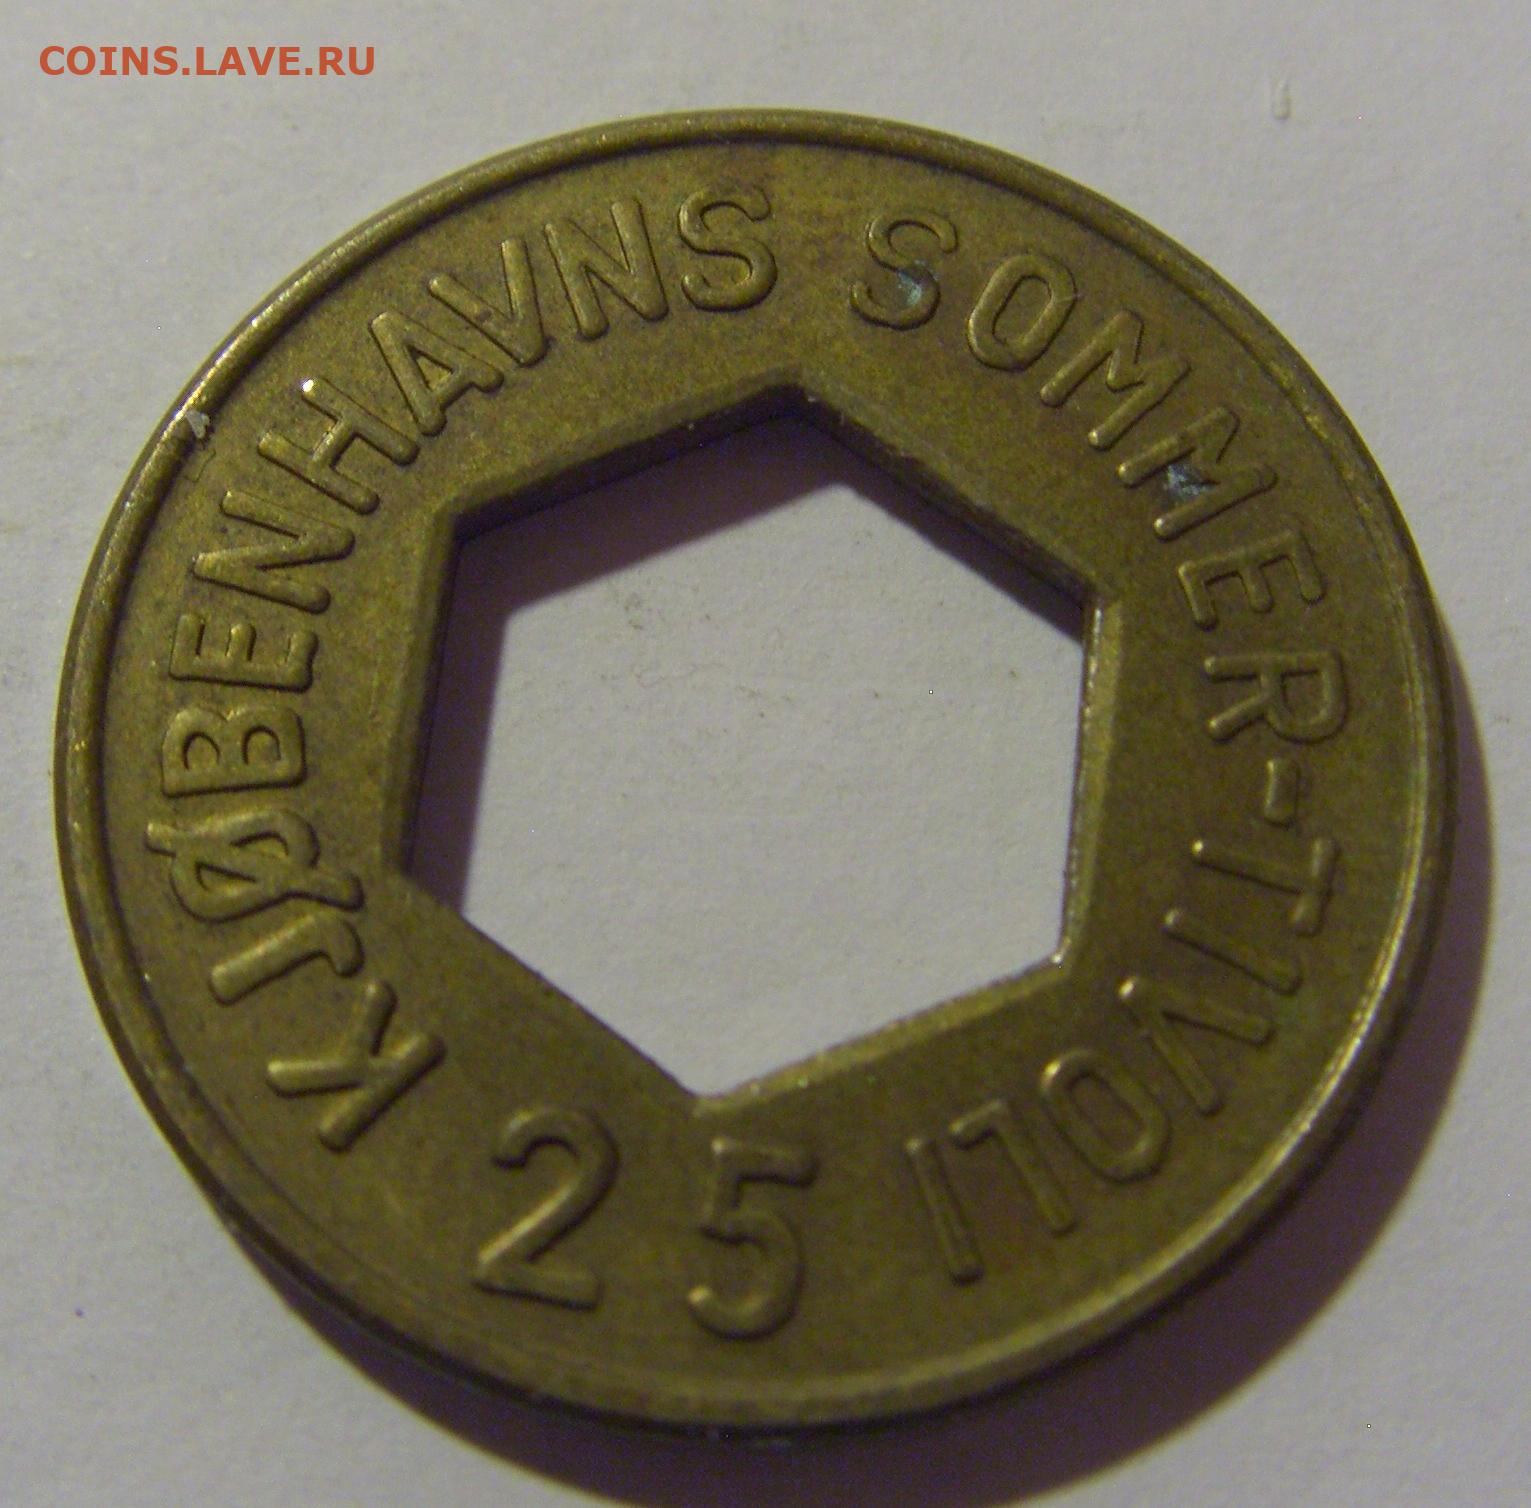 COINS.LAVE.RU
KJØBENHAVNS SOMMER-TIVOLI
25